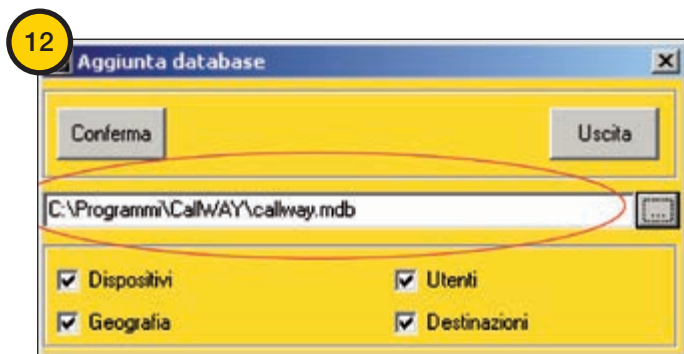 12
Aggiunta database
Conferma
Uscita
C:\Programmi\CallWAY\callway.mdb
...
Dispositivi
Utenti
Geografia
Destinazioni